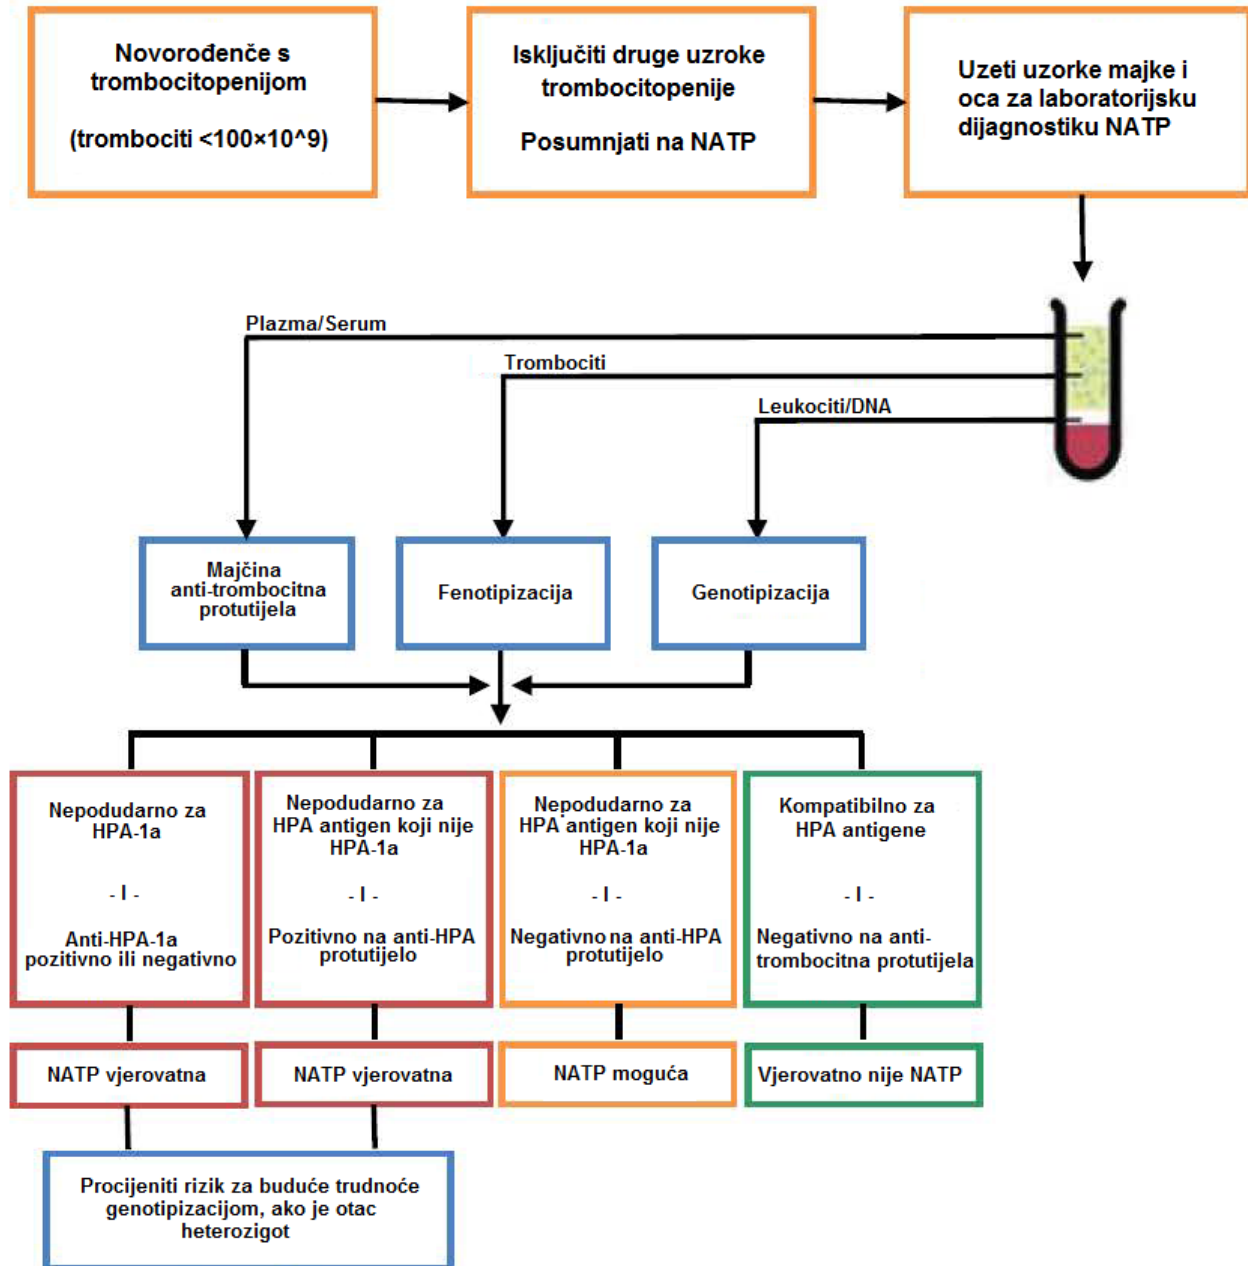 Novorođenče s
trombocitopenijom
(trombociti <100×10^9)
Isključiti druge uzroke
trombocitopenije
Posumnjati na NATP
Uzeti uzorke majke i
oca za laboratorijsku
dijagnostiku NATP
Plazma/Serum
Trombociti
Leukociti/DNA
Majčina
anti-trombocitna
protutijela
Fenotipizacija
Genotipizacija
Nepodudarno za
HPA-1a
- I -
Anti-HPA-1a
pozitivno ili negativno
Nepodudarno za
HPA antigen koji nije
HPA-1a
- I -
Pozitivno na anti-HPA
protutijelo
Nepodudarno za
HPA antigen koji nije
HPA-1a
- I -
Negativno na anti-HPA
protutijelo
Kompatibilno za
HPA antigene
- I -
Negativno na anti-
trombocitna protutijela
NATP vjerovatna
NATP vjerovatna
NATP moguća
Vjerovatno nije NATP
Procijeniti rizik za buduće trudnoće
genotipizacijom, ako je otac
heterozigot